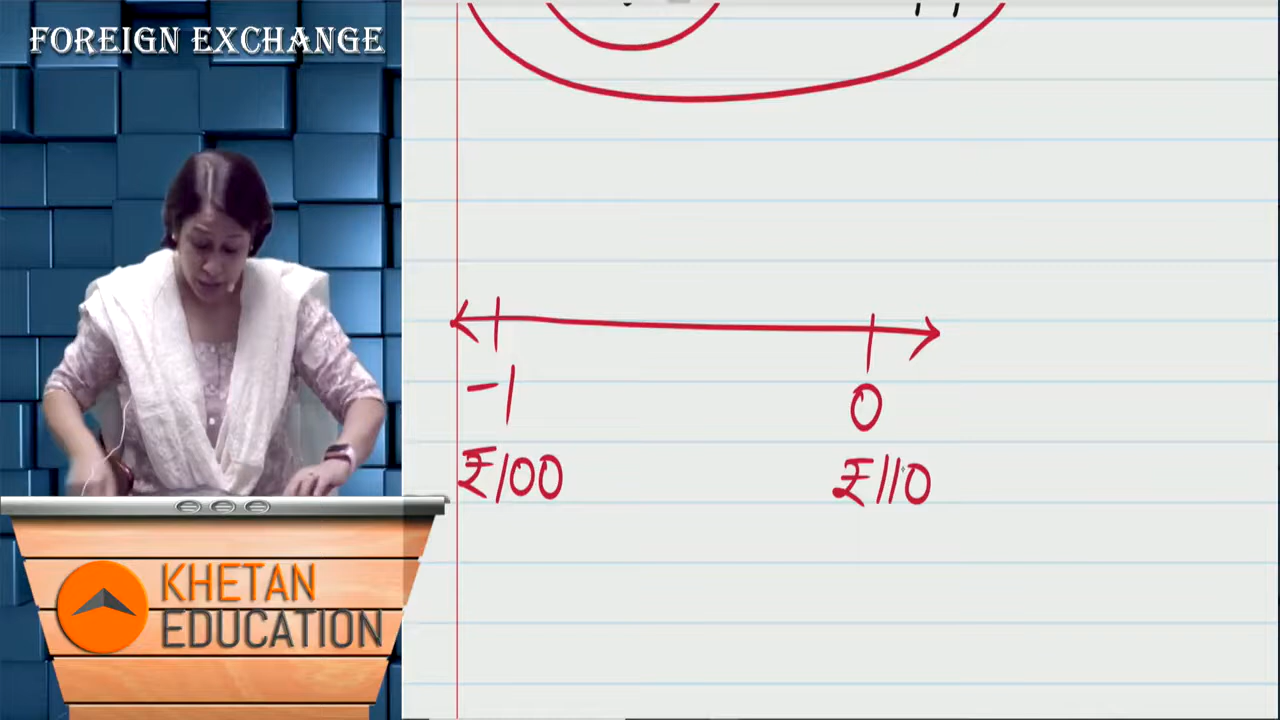 FOREIGN EXCHANGE
-1 0
₹100 ₹110
KHETAN
EDUCATION